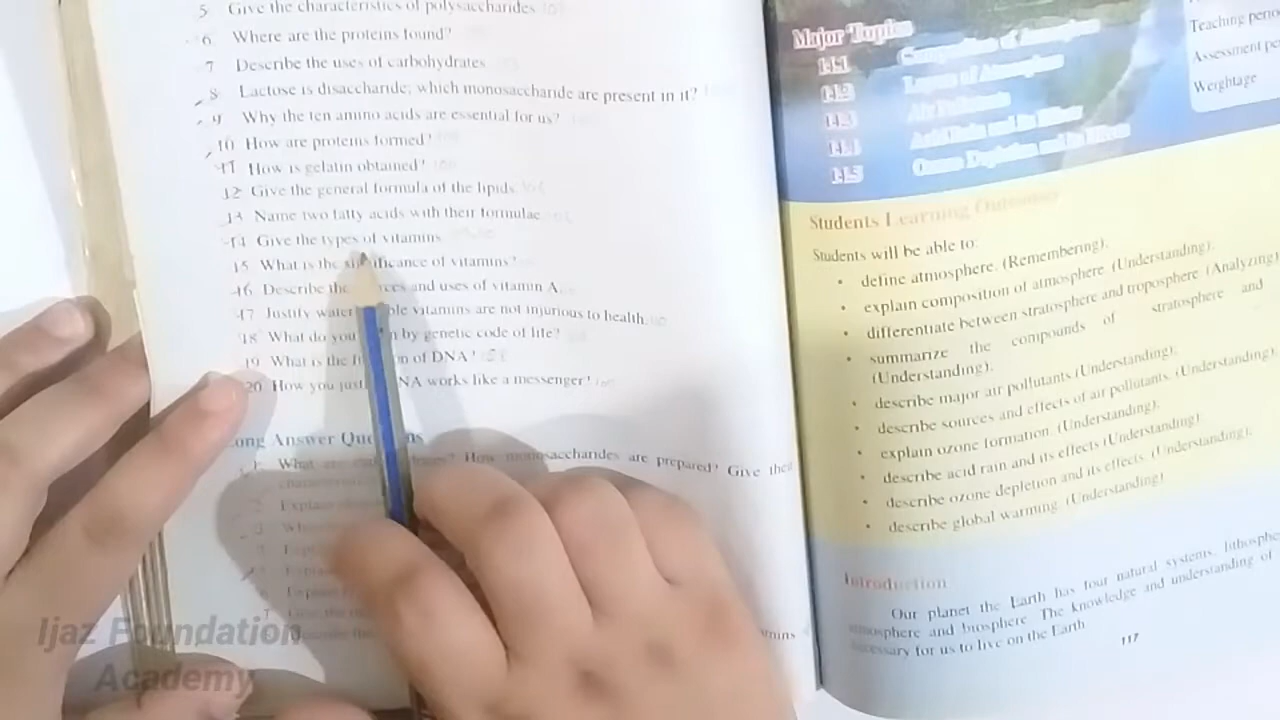 5 Give the characteristics of polysaccharides
6 Where are the proteins found?
7 Describe the uses of carbohydrates
8 Lactose is disaccharide; which monosaccharide are present in it?
9 Why the ten amino acids are essential for us?
10 How are proteins formed?
11 How is gelatin obtained?
12 Give the general formula of the lipids
13 Name two fatty acids with their formulae
14 Give the types of vitamins
15 What is the significance of vitamins?
16 Describe the and uses of vitamin A.
17 Justify water vitamins are not injurious to health.
18 What do you by genetic code of life?
19 What is the of DNA?
20 How you works like a messenger?
Long Answer
1. What are How monosaccharides are prepared? Give their
2. Explain
Major Topics
14.1 Composition of Atmosphere
14.2 Layers of Atmosphere
14.3 Air Pollutants
14.4 Acid Rain and its Effects
14.5 Ozone Depletion and its Effects
Teaching
Assessment
Weightage
Students Learning Outcomes
Students will be able to:
• define atmosphere. (Remembering);
• explain composition of atmosphere. (Understanding);
• differentiate between stratosphere and troposphere. (Analyzing)
• summarize the compounds of stratosphere and
(Understanding);
• describe major air pollutants (Understanding);
• describe sources and effects of air pollutants. (Understanding);
• explain ozone formation. (Understanding);
• describe acid rain and its effects (Understanding);
• describe ozone depletion and its effects. (Understanding);
• describe global warming. (Understanding)
Introduction
Our planet the Earth has four natural systems,
atmosphere and biosphere. The knowledge and understanding of
necessary for us to live on the Earth.
117
Ijaz Foundation
Academy